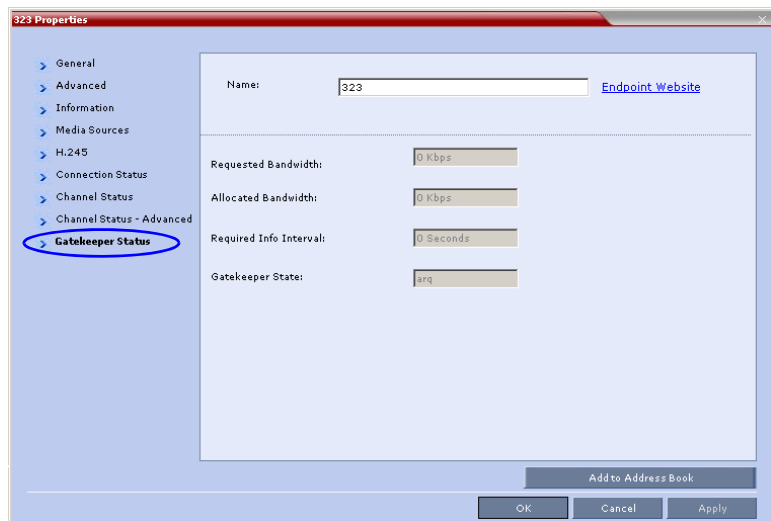 323 Properties
General
Advanced
Information
Media Sources
H.245
Connection Status
Channel Status
Channel Status - Advanced
Gatekeeper Status
Name: 323 Endpoint Website
Requested Bandwidth: 0 Kbps
Allocated Bandwidth: 0 Kbps
Required Info Interval: 0 Seconds
Gatekeeper State: arq
Add to Address Book
OK Cancel Apply